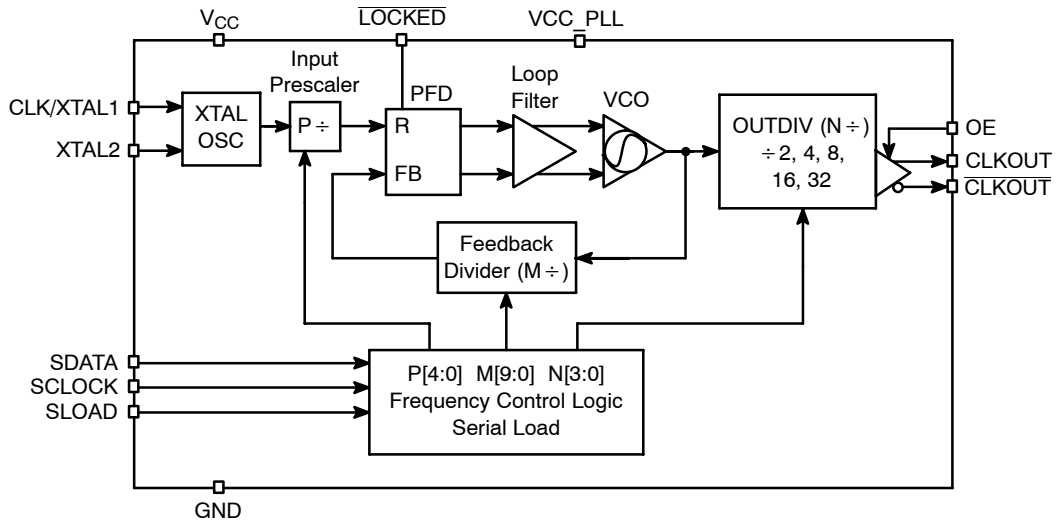 VCC
LOCKED
VCC_PLL
Input
Prescaler
PFD
Loop
Filter
VCO
CLK/XTAL1
XTAL2
XTAL
OSC
P ÷
R
FB
OUTDIV (N ÷)
÷ 2, 4, 8,
16, 32
OE
CLKOUT
CLKOUT
Feedback
Divider (M ÷)
SDATA
SCLOCK
SLOAD
P[4:0] M[9:0] N[3:0]
Frequency Control Logic
Serial Load
GND